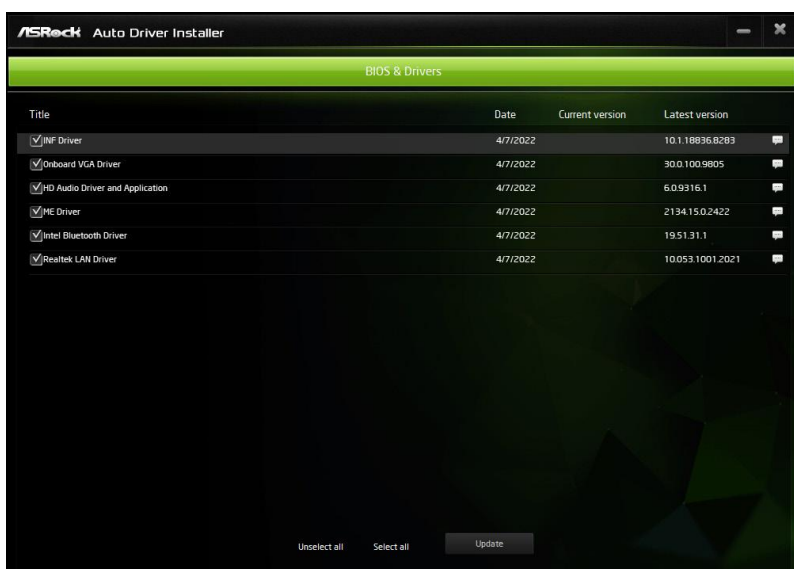 ASRock Auto Driver Installer
BIOS & Drivers
Title Date Current version Latest version
INF Driver 4/7/2022 10.1.18836.8283
Onboard VGA Driver 4/7/2022 30.0.100.9805
HD Audio Driver and Application 4/7/2022 6.0.9316.1
ME Driver 4/7/2022 2134.15.0.2422
Intel Bluetooth Driver 4/7/2022 19.51.31.1
Realtek LAN Driver 4/7/2022 10.053.1001.2021
Unselect all Select all Update